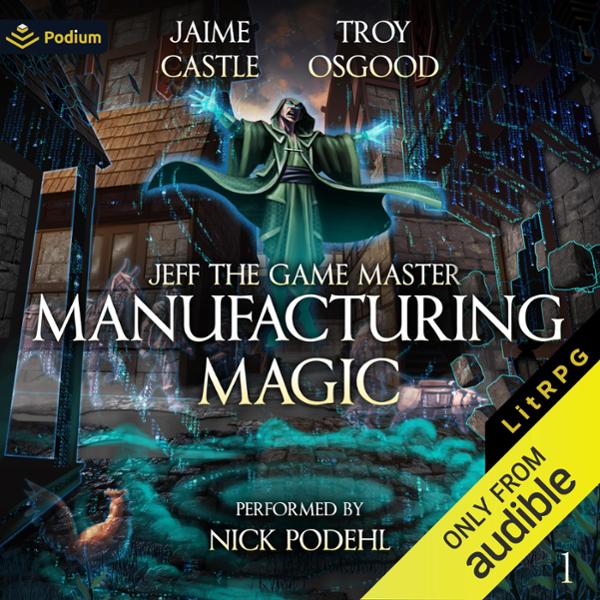 Podium
JAIME
CASTLE
TROY
OSGOOD
JEFF THE GAME MASTER
MANUFACTURING
MAGIC
PERFORMED BY
NICK PODEHL
LitRPG
ONLY FROM
audible
1